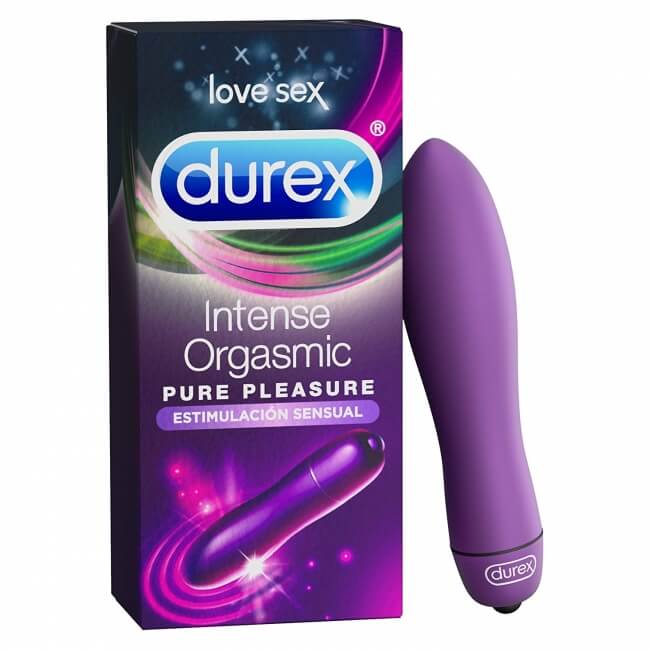 love sex
durex®
Intense
Orgasmic
PURE PLEASURE
ESTIMULACIÓN SENSUAL
durex